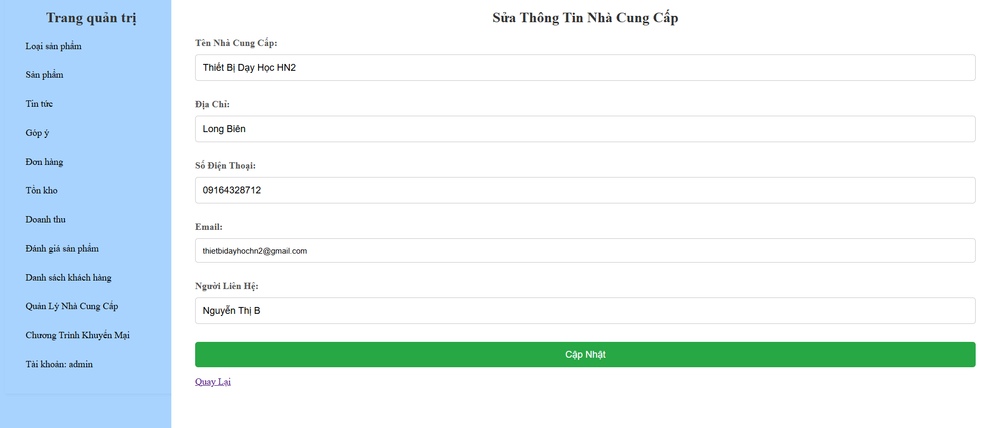 Trang quản trị
Loại sản phẩm
Sản phẩm
Tin tức
Góp ý
Đơn hàng
Tồn kho
Doanh thu
Đánh giá sản phẩm
Danh sách khách hàng
Quản Lý Nhà Cung Cấp
Chương Trình Khuyến Mại
Tài khoản: admin
Sửa Thông Tin Nhà Cung Cấp
Tên Nhà Cung Cấp:
Thiết Bị Dạy Học HN2
Địa Chỉ:
Long Biên
Số Điện Thoại:
09164328712
Email:
thietbidayhochn2@gmail.com
Người Liên Hệ:
Nguyễn Thị B
Cập Nhật
Quay Lại